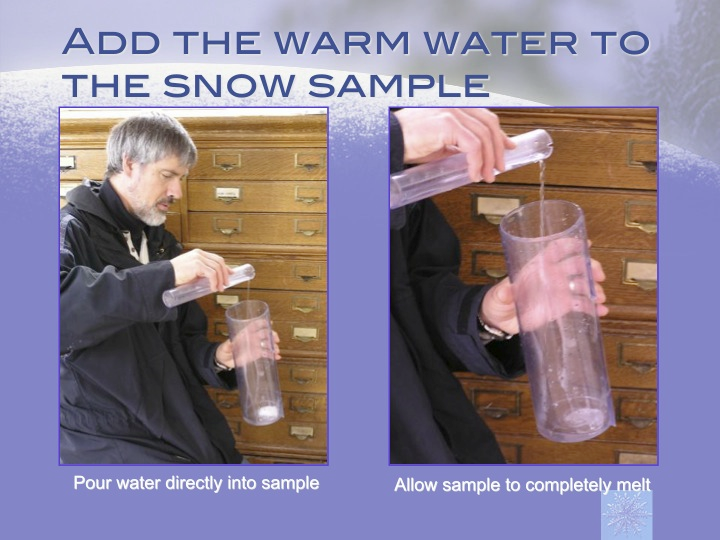 Add the warm water to
the snow sample
Pour water directly into sample
Allow sample to completely melt